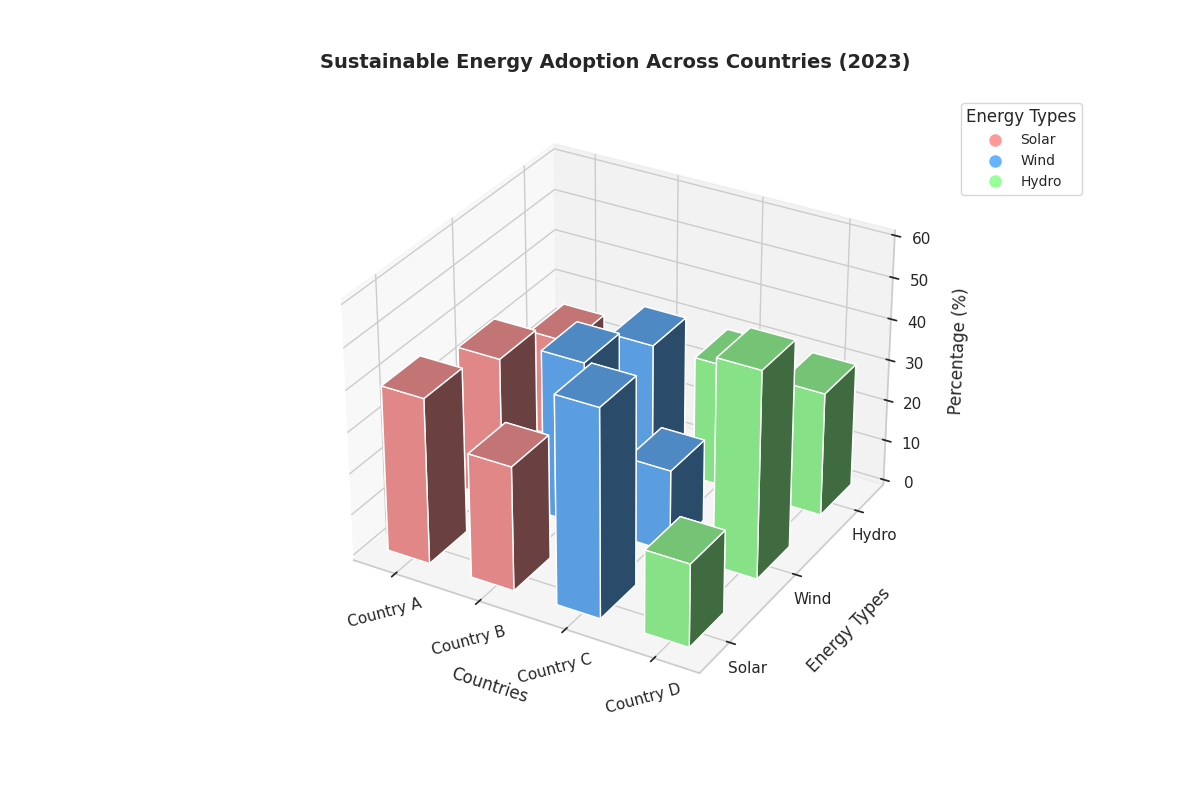 Sustainable Energy Adoption Across Countries (2023)
Energy Types
Solar
Wind
Hydro
60
50
40
30
20
10
0
Percentage (%)
Hydro
Wind
Solar
Energy Types
Country A
Country B
Country C
Country D
Countries